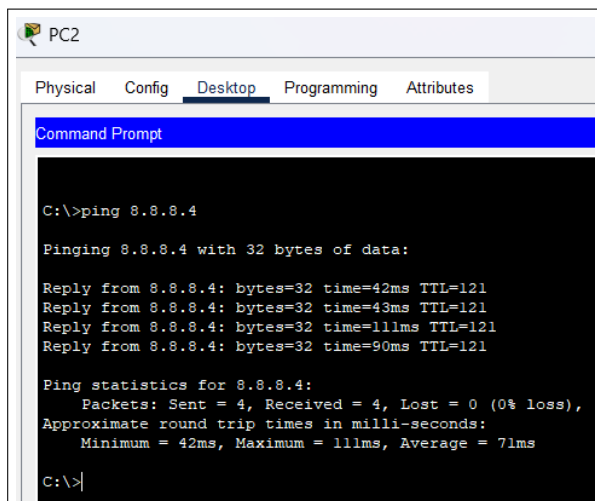 PC2
Physical Config Desktop Programming Attributes
Command Prompt
C:\>ping 8.8.8.4
Pinging 8.8.8.4 with 32 bytes of data:
Reply from 8.8.8.4: bytes=32 time=42ms TTL=121
Reply from 8.8.8.4: bytes=32 time=43ms TTL=121
Reply from 8.8.8.4: bytes=32 time=111ms TTL=121
Reply from 8.8.8.4: bytes=32 time=90ms TTL=121
Ping statistics for 8.8.8.4:
    Packets: Sent = 4, Received = 4, Lost = 0 (0% loss),
Approximate round trip times in milli-seconds:
    Minimum = 42ms, Maximum = 111ms, Average = 71ms
C:\>